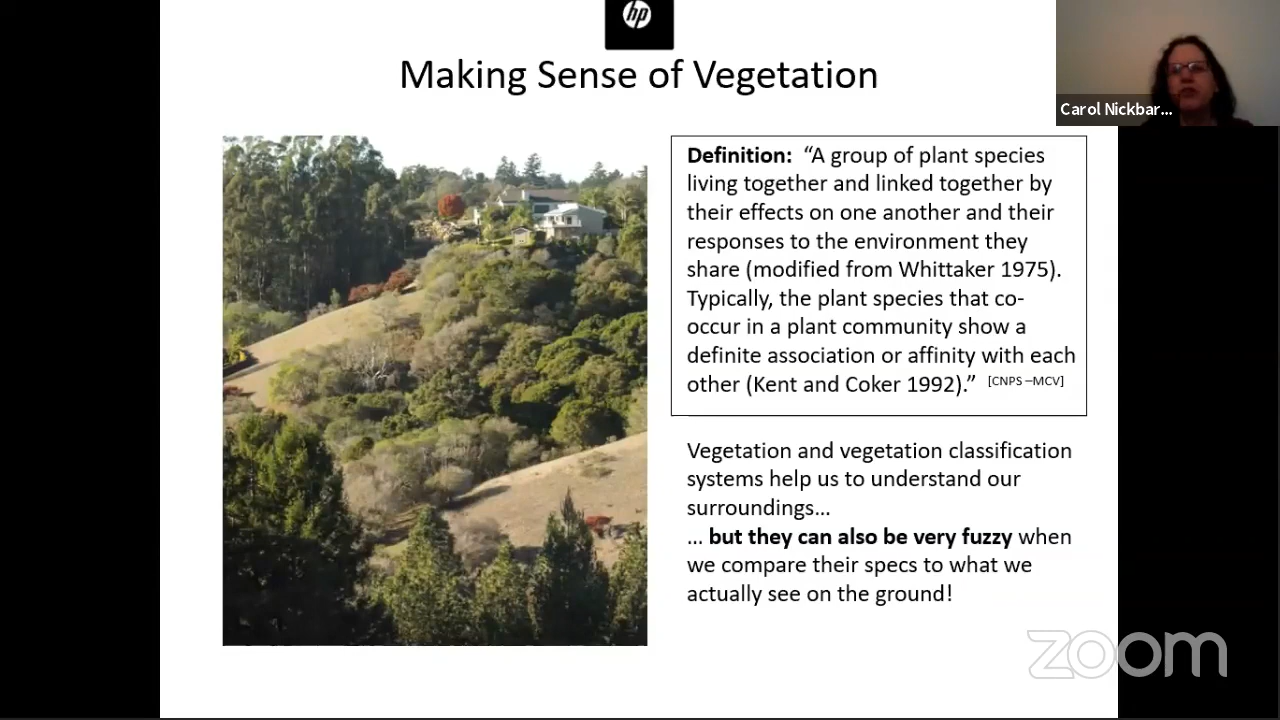 hp
Making Sense of Vegetation
Carol Nickbar...
Definition: “A group of plant species
living together and linked together by
their effects on one another and their
responses to the environment they
share (modified from Whittaker 1975).
Typically, the plant species that co-
occur in a plant community show a
definite association or affinity with each
other (Kent and Coker 1992).” [CNPS –MCV]
Vegetation and vegetation classification
systems help us to understand our
surroundings...
... but they can also be very fuzzy when
we compare their specs to what we
actually see on the ground!
zoom